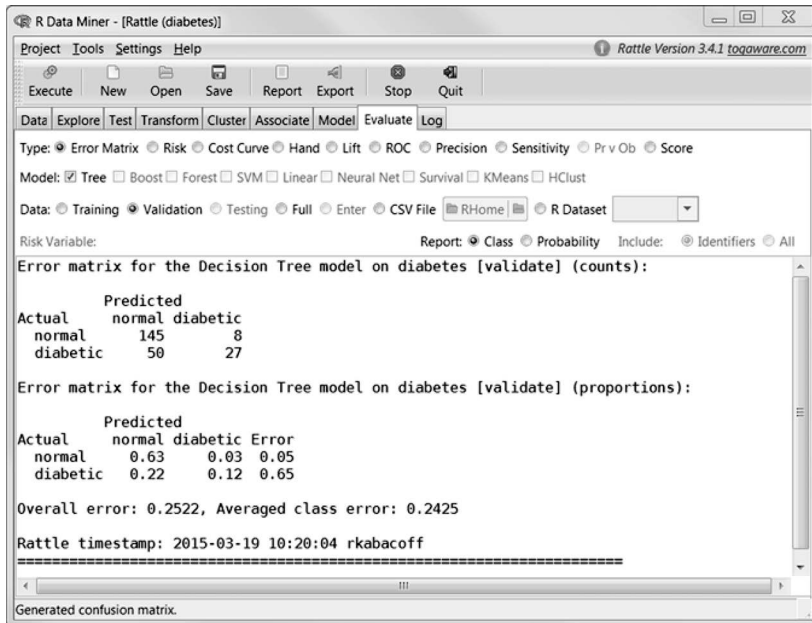 R Data Miner - [Rattle (diabetes)]
Project Tools Settings Help Rattle Version 3.4.1 togaware.com
Execute New Open Save Report Export Stop Quit
Data Explore Test Transform Cluster Associate Model Evaluate Log
Type: Error Matrix Risk Cost Curve Hand Lift ROC Precision Sensitivity Pr v Ob Score
Model: Tree Boost Forest SVM Linear Neural Net Survival KMeans HClust
Data: Training Validation Testing Full Enter CSV File RHome R Dataset
Risk Variable: Report: Class Probability Include: Identifiers All
Error matrix for the Decision Tree model on diabetes [validate] (counts):
Predicted
Actual normal diabetic
normal 145 8
diabetic 50 27
Error matrix for the Decision Tree model on diabetes [validate] (proportions):
Predicted
Actual normal diabetic Error
normal 0.63 0.03 0.05
diabetic 0.22 0.12 0.65
Overall error: 0.2522, Averaged class error: 0.2425
Rattle timestamp: 2015-03-19 10:20:04 rkabacoff
======================================================================
Generated confusion matrix.